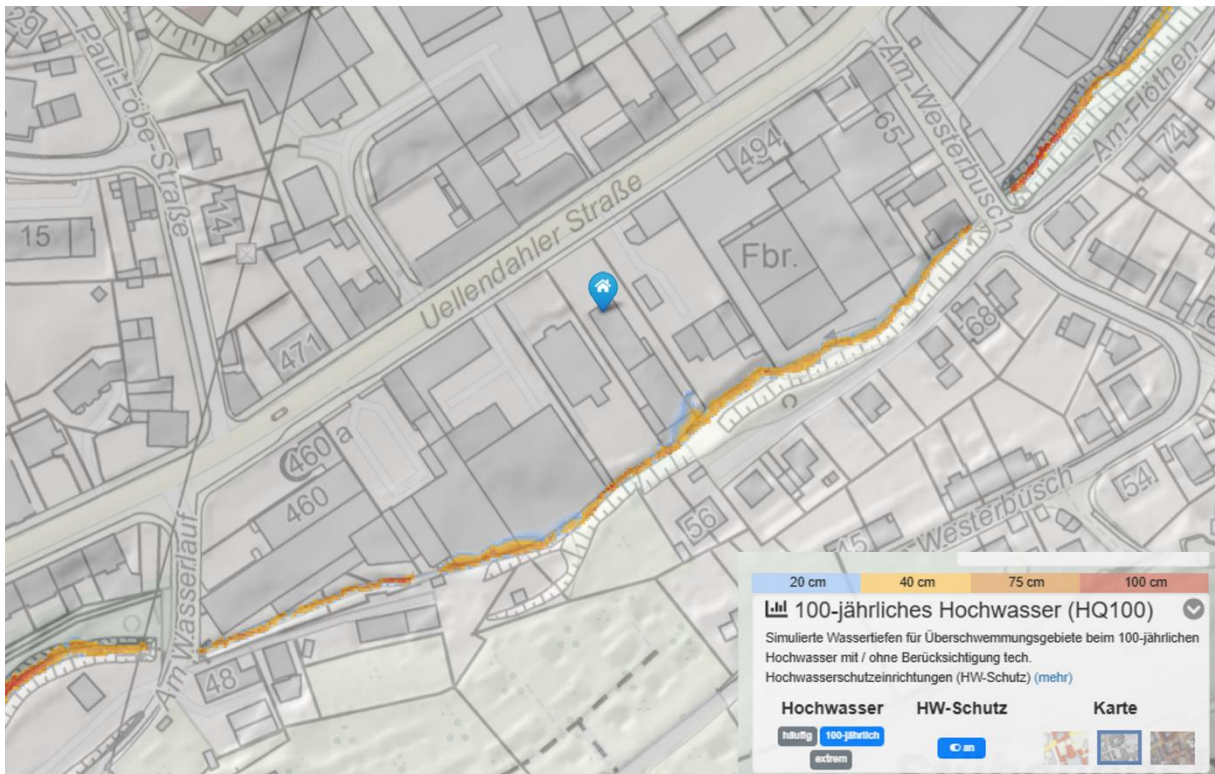 29
Paul-Löbe-Straße
15
14
471
Uellendahler Straße
494
65
Am-Westerbusch
Am-Flöthen
74
Fbr.
68
460 a
460
Am Wasserlauf
48
56
45
Am Westerbusch
54
20 cm
40 cm
75 cm
100 cm
100-jährliches Hochwasser (HQ100)
Simulierte Wassertiefen für Überschwemmungsgebiete beim 100-jährlichen
Hochwasser mit / ohne Berücksichtigung tech.
Hochwasserschutzeinrichtungen (HW-Schutz) (mehr)
Hochwasser
HW-Schutz
Karte
häufig
100-jährlich
extrem
an